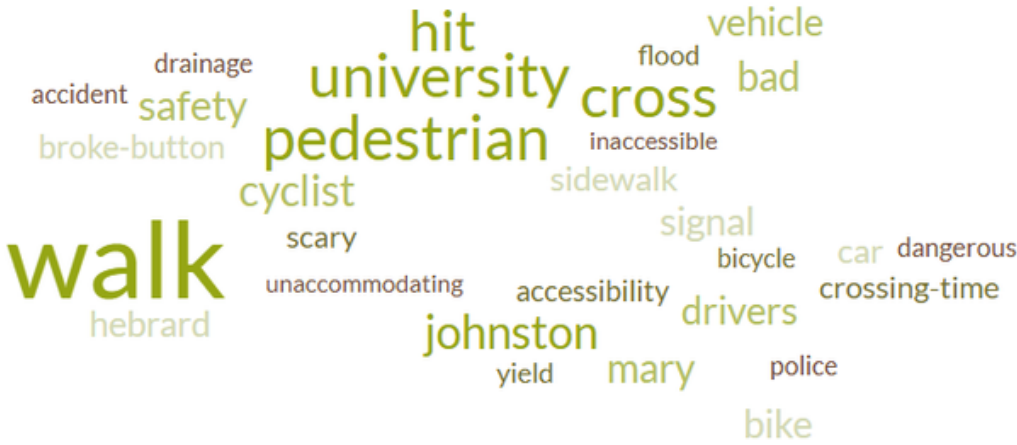 hit
vehicle
drainage
flood
university
bad
accident
safety
cross
pedestrian
broke-button
inaccessible
sidewalk
cyclist
signal
scary
walk
bicycle
car
dangerous
unaccommodating
accessibility
crossing-time
hebrard
drivers
johnston
yield
mary
police
bike